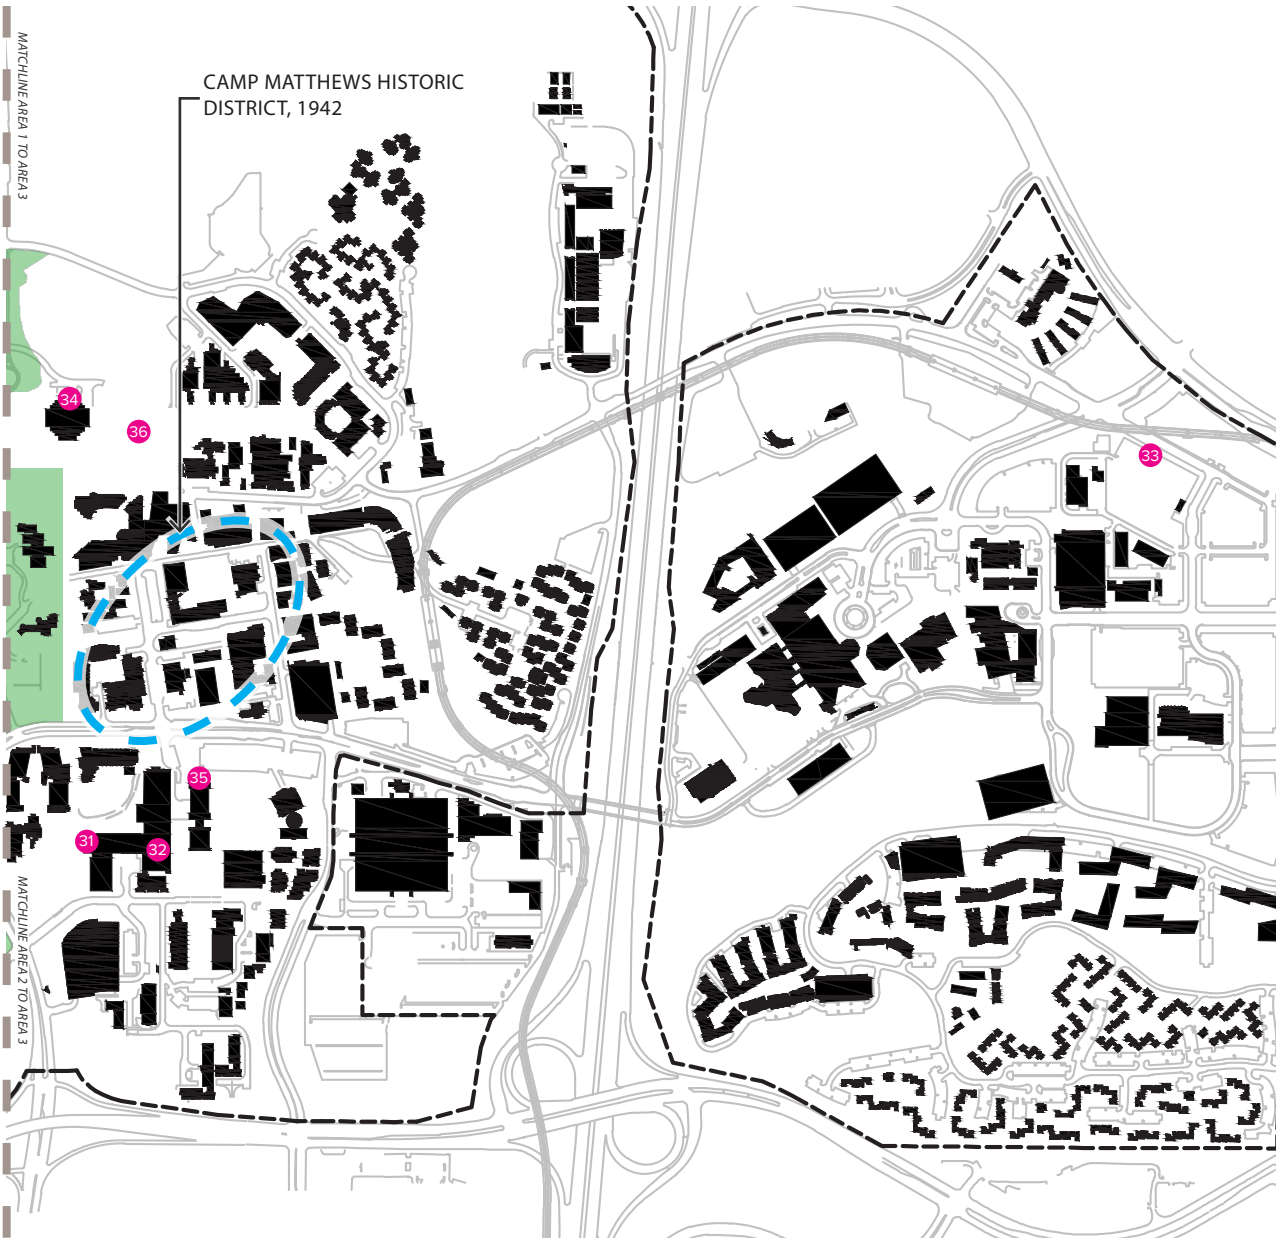 MATCHLINE AREA 1 TO AREA 3
CAMP MATTHEWS HISTORIC
DISTRICT, 1942
34
36
33
35
31
32
MATCHLINE AREA 2 TO AREA 3